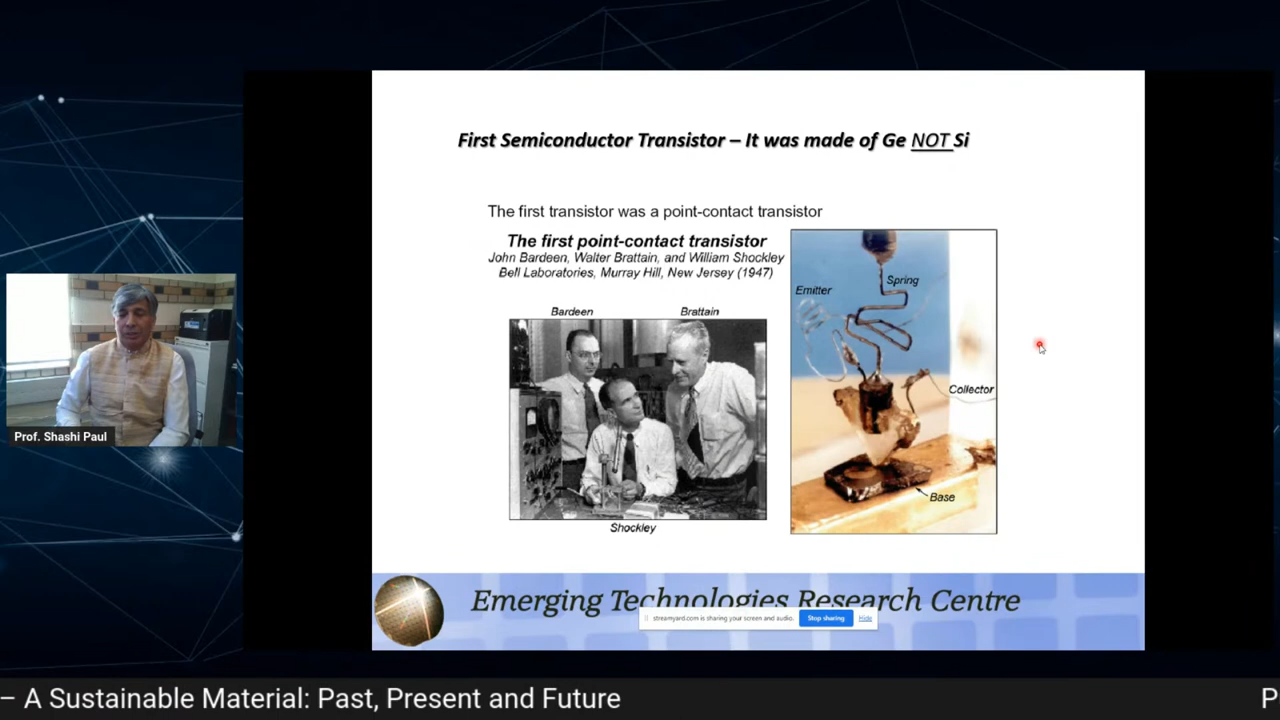 First Semiconductor Transistor – It was made of Ge NOT Si
The first transistor was a point-contact transistor
The first point-contact transistor
John Bardeen, Walter Brattain, and William Shockley
Bell Laboratories, Murray Hill, New Jersey (1947)
Bardeen
Brattain
Shockley
Emitter
Spring
Collector
Base
Prof. Shashi Paul
Emerging Technologies Research Centre
streamyard.com is sharing your screen and audio.
Stop sharing
Hide
– A Sustainable Material: Past, Present and Future
P